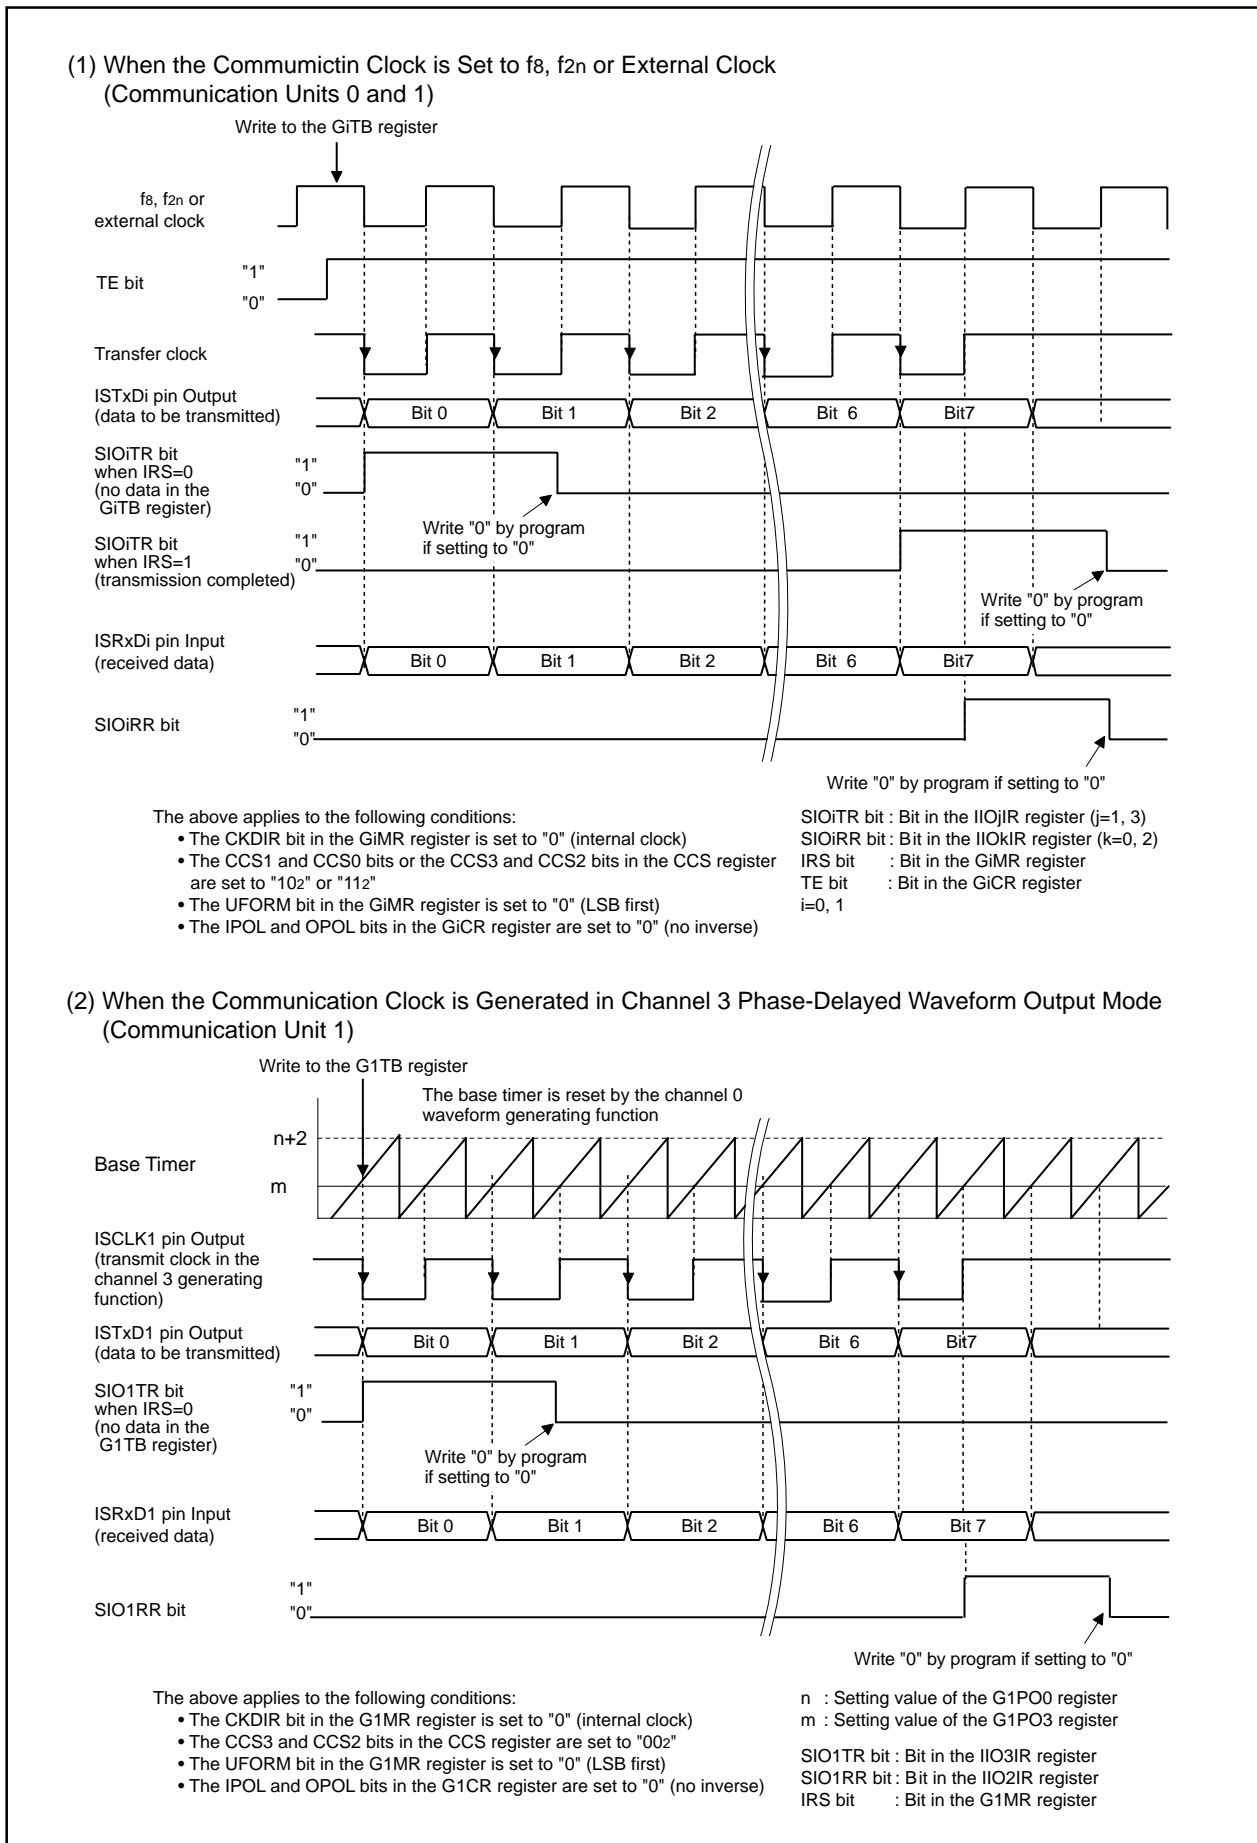 (1) When the Commumictin Clock is Set to f8, f2n or External Clock
(Communication Units 0 and 1)
Write to the GiTB register
f8, f2n or
external clock
TE bit
"1"
"0"
Transfer clock
ISTxDi pin Output
(data to be transmitted)
Bit 0
Bit 1
Bit 2
Bit 6
Bit7
SIOiTR bit
when IRS=0
(no data in the
GiTB register)
"1"
"0"
Write "0" by program
if setting to "0"
SIOiTR bit
when IRS=1
(transmission completed)
"1"
"0"
Write "0" by program
if setting to "0"
ISRxDi pin Input
(received data)
Bit 0
Bit 1
Bit 2
Bit 6
Bit7
SIOiRR bit
"1"
"0"
Write "0" by program if setting to "0"
The above applies to the following conditions:
• The CKDIR bit in the GiMR register is set to "0" (internal clock)
• The CCS1 and CCS0 bits or the CCS3 and CCS2 bits in the CCS register
are set to "102" or "112"
• The UFORM bit in the GiMR register is set to "0" (LSB first)
• The IPOL and OPOL bits in the GiCR register are set to "0" (no inverse)
SIOiTR bit : Bit in the IIOjIR register (j=1, 3)
SIOiRR bit : Bit in the IIOkIR register (k=0, 2)
IRS bit : Bit in the GiMR register
TE bit : Bit in the GiCR register
i=0, 1
(2) When the Communication Clock is Generated in Channel 3 Phase-Delayed Waveform Output Mode
(Communication Unit 1)
Write to the G1TB register
The base timer is reset by the channel 0
waveform generating function
Base Timer
n+2
m
ISCLK1 pin Output
(transmit clock in the
channel 3 generating
function)
ISTxD1 pin Output
(data to be transmitted)
Bit 0
Bit 1
Bit 2
Bit 6
Bit7
SIO1TR bit
when IRS=0
(no data in the
G1TB register)
"1"
"0"
Write "0" by program
if setting to "0"
ISRxD1 pin Input
(received data)
Bit 0
Bit 1
Bit 2
Bit 6
Bit 7
SIO1RR bit
"1"
"0"
Write "0" by program if setting to "0"
The above applies to the following conditions:
• The CKDIR bit in the G1MR register is set to "0" (internal clock)
• The CCS3 and CCS2 bits in the CCS register are set to "002"
• The UFORM bit in the G1MR register is set to "0" (LSB first)
• The IPOL and OPOL bits in the G1CR register are set to "0" (no inverse)
n : Setting value of the G1PO0 register
m : Setting value of the G1PO3 register
SIO1TR bit : Bit in the IIO3IR register
SIO1RR bit : Bit in the IIO2IR register
IRS bit : Bit in the G1MR register